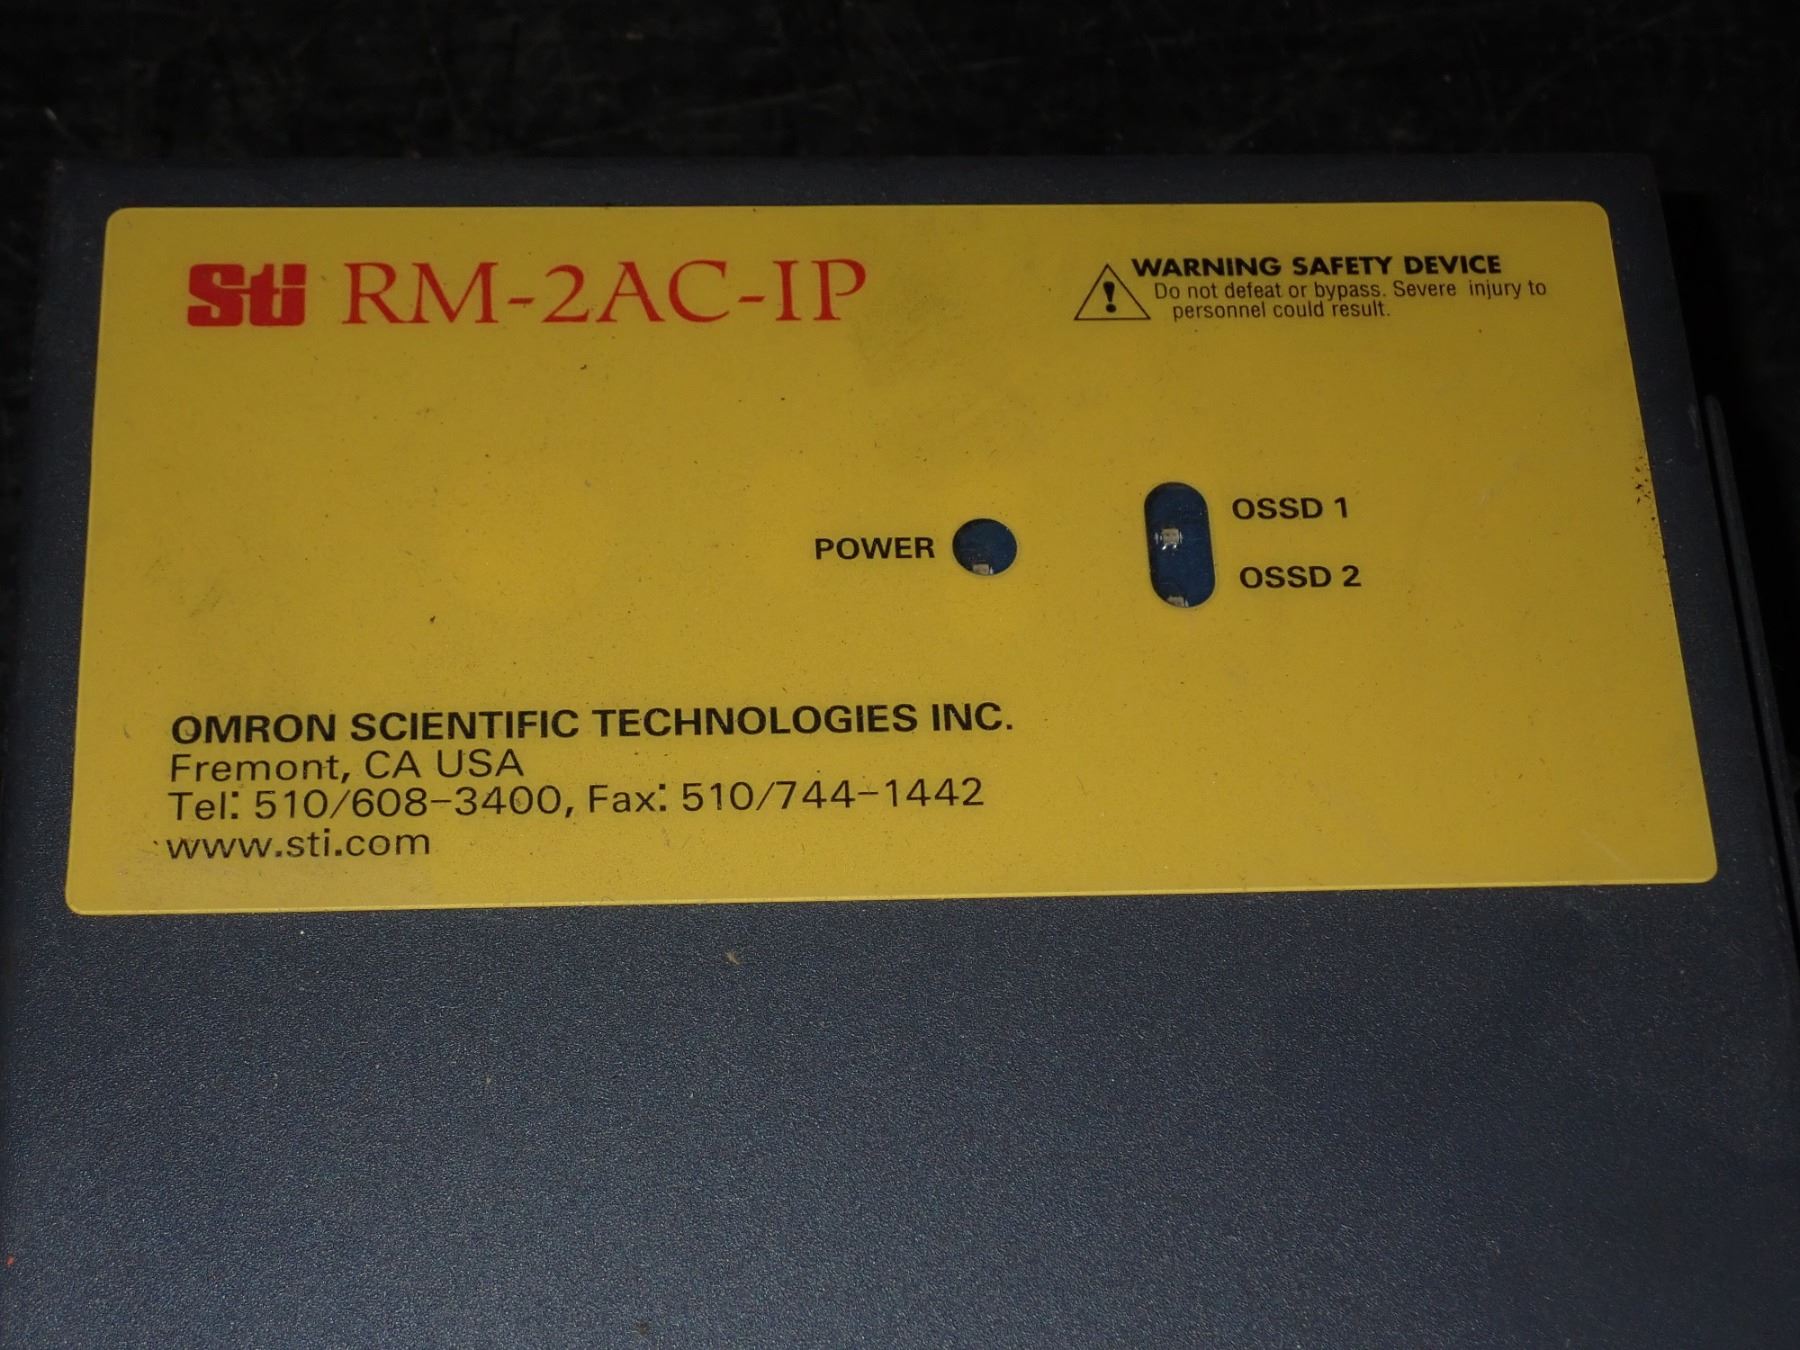 Sti RM-2AC-IP
WARNING SAFETY DEVICE
Do not defeat or bypass. Severe injury to
personnel could result.
POWER
OSSD 1
OSSD 2
OMRON SCIENTIFIC TECHNOLOGIES INC.
Fremont, CA USA
Tel: 510/608-3400, Fax: 510/744-1442
www.sti.com